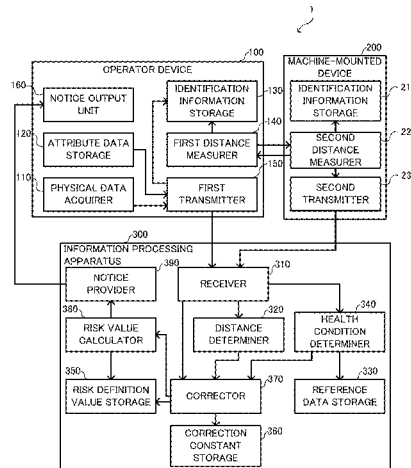 1
100
200
OPERATOR DEVICE
MACHINE-MOUNTED
DEVICE
160
NOTICE OUTPUT
UNIT
IDENTIFICATION
INFORMATION
STORAGE
130
IDENTIFICATION
INFORMATION
STORAGE
21
120
ATTRIBUTE DATA
STORAGE
FIRST DISTANCE
MEASURER
140
SECOND
DISTANCE
MEASURER
22
110
PHYSICAL DATA
ACQUIRER
FIRST
TRANSMITTER
150
SECOND
TRANSMITTER
23
300
INFORMATION PROCESSING
APPARATUS
NOTICE
PROVIDER
390
RECEIVER
310
380
RISK VALUE
CALCULATOR
320
DISTANCE
DETERMINER
340
HEALTH
CONDITION
DETERMINER
350
RISK DEFINITION
VALUE STORAGE
CORRECTOR
370
330
REFERENCE
DATA STORAGE
CORRECTION
CONSTANT
STORAGE
360